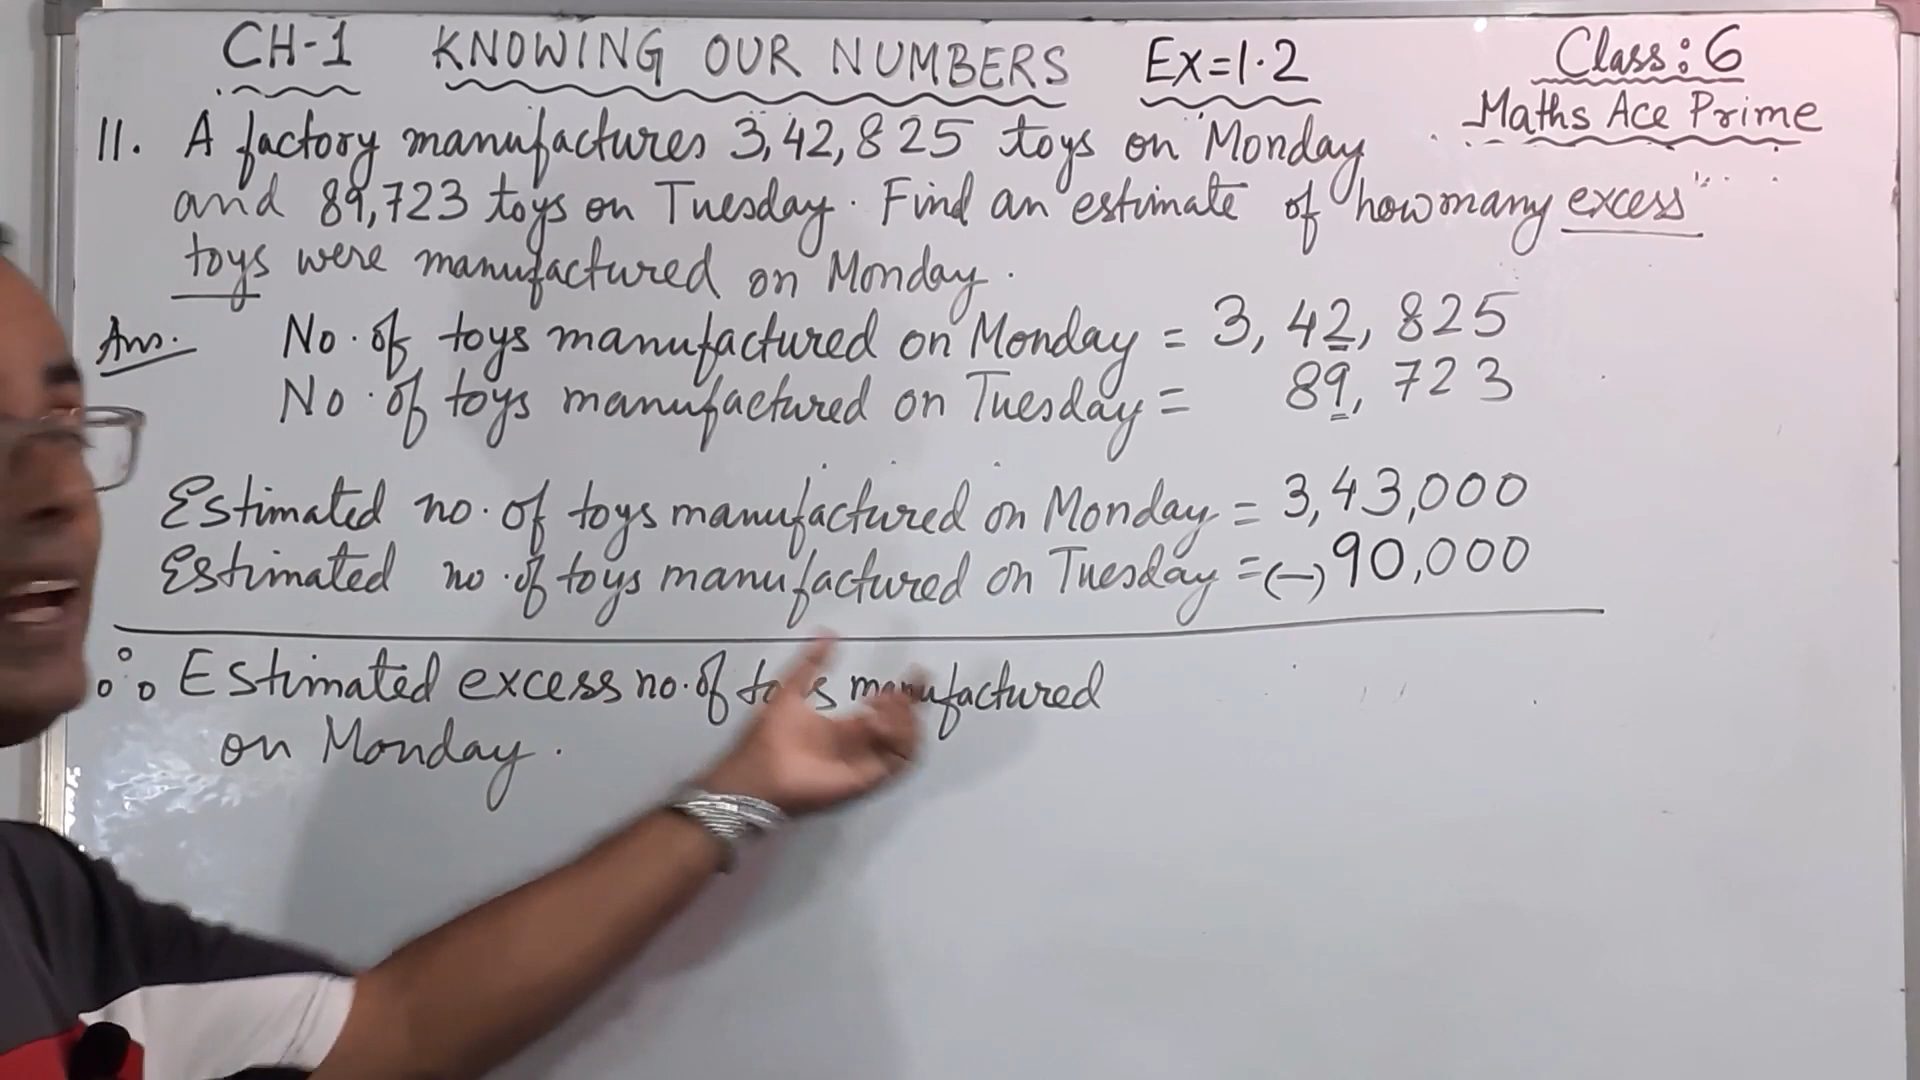 CH-1 KNOWING OUR NUMBERS Ex=1.2 Class: 6
Maths Ace Prime
11. A factory manufactures 3,42,825 toys on Monday
and 89,723 toys on Tuesday. Find an estimate of how many excess
toys were manufactured on Monday.
Ans. No. of toys manufactured on Monday = 3,42,825
No. of toys manufactured on Tuesday = 89,723
Estimated no. of toys manufactured on Monday = 3,43,000
Estimated no. of toys manufactured on Tuesday = (-) 90,000
∴ Estimated excess no. of toys manufactured
on Monday.